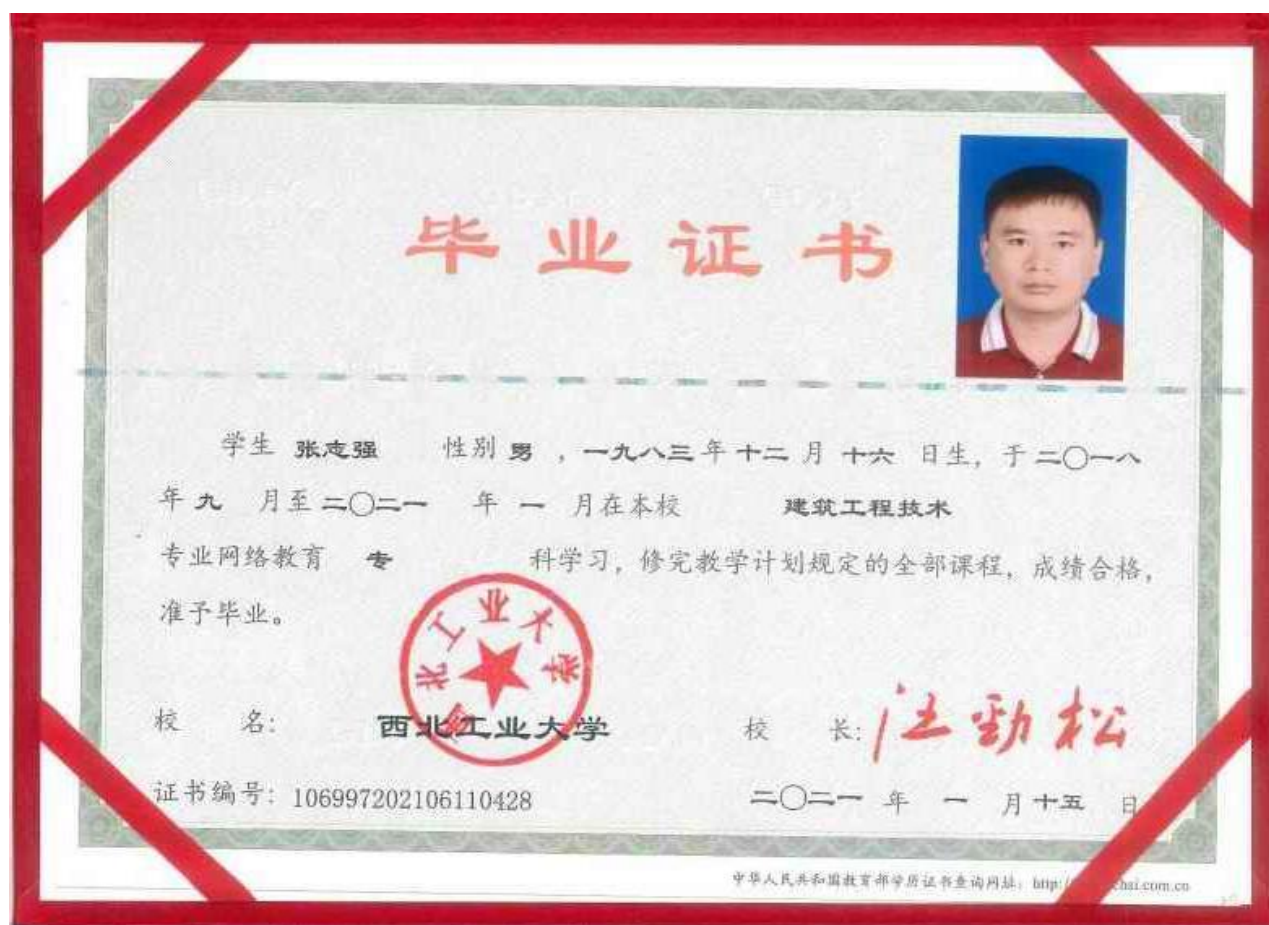 毕业证书
学生 张志强 性别 男 ,一九八三年十二月十六日生,于二〇一八
年九月至二〇二一年一月在本校 建筑工程技术
专业网络教育 专 科学习,修完教学计划规定的全部课程,成绩合格,
准予毕业。
北工业大学
校 名: 西北工业大学 校 长: 汪劲松
证书编号: 106997202106110428 二〇二一年一月十五日
中华人民共和国教育部学历证书查询网址: http:/ chsi.com.cn